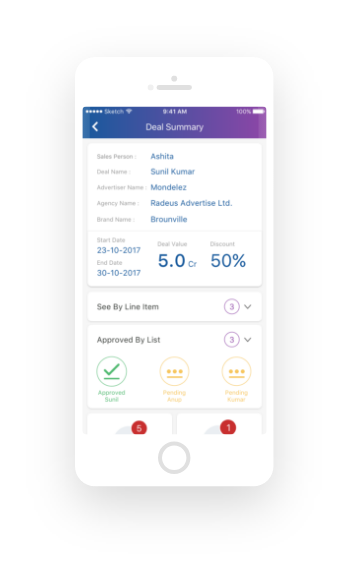 Sketch 9:41 AM 100%
Deal Summary
Sales Person : Ashita
Deal Name : Sunil Kumar
Advertiser Name : Mondelez
Agency Name : Radeus Advertise Ltd.
Brand Name : Brounville
Start Date
23-10-2017
End Date
30-10-2017
Deal Value
5.0 Cr
Discount
50%
See By Line Item 3
Approved By List 3
Approved
Sunil
Pending
Anup
Pending
Kumar
5
1